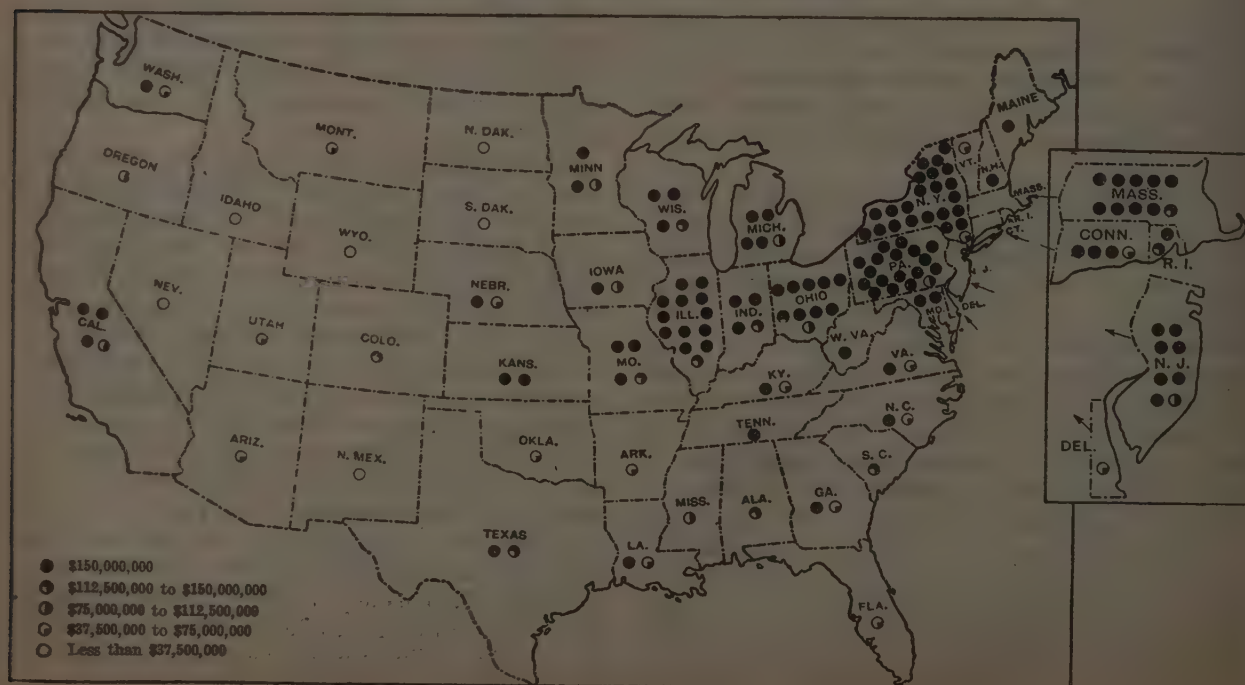 WASH.
MONT.
N. DAK.
MINN
OREGON
IDAHO
S. DAK.
WIS.
MICH.
N. Y.
VT.
N.H.
MAINE
MASS.
R. I.
CT.
WYO.
NEV.
UTAH
COLO.
NEBR.
IOWA
ILL.
IND.
OHIO
PA.
J.
MD.
DEL.
CAL.
KANS.
MO.
W. VA.
VA.
KY.
ARIZ.
N. MEX.
OKLA.
ARK.
TENN.
N. C.
S. C.
TEXAS
LA.
MISS.
ALA.
GA.
FLA.
MASS.
CONN.
R. I.
N. J.
DEL.
$150,000,000
$112,500,000 to $150,000,000
$75,000,000 to $112,500,000
$37,500,000 to $75,000,000
Less than $37,500,000